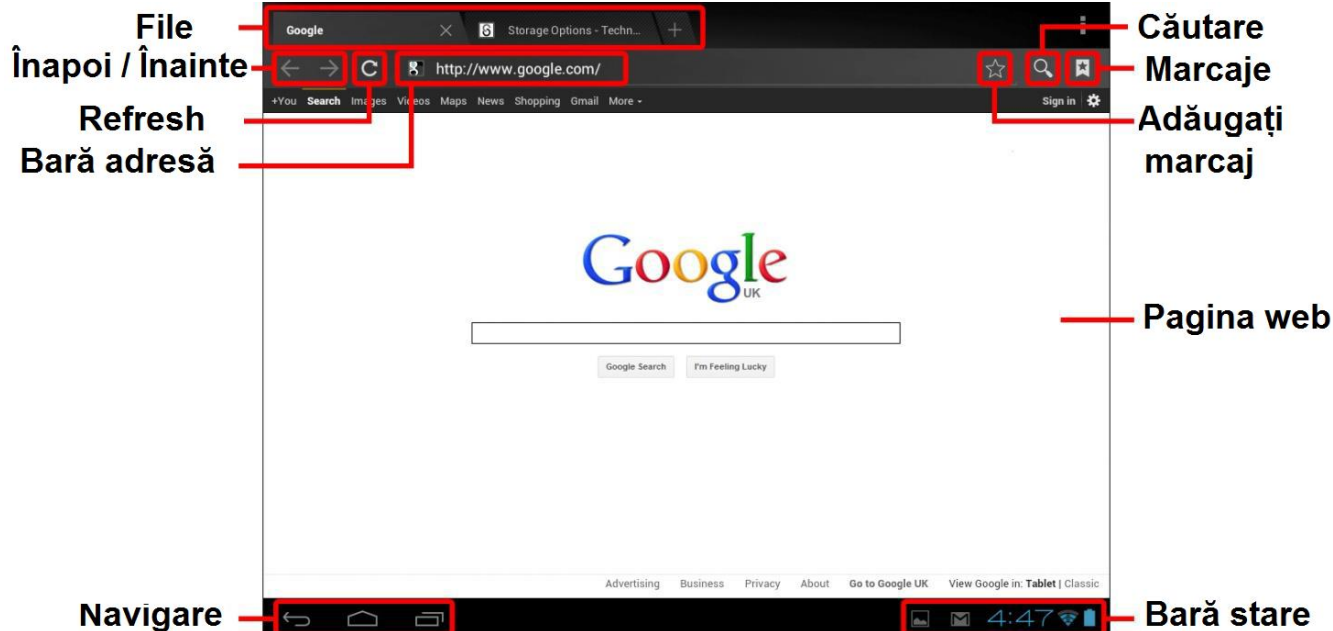 File
Google
Storage Options - Techn...
Căutare
Înapoi / Înainte
http://www.google.com/
Marcaje
+You Search Images Videos Maps News Shopping Gmail More
Sign in
Refresh
Adăugați
marcaj
Bară adresă
Google
UK
Pagina web
Google Search
I'm Feeling Lucky
Advertising Business Privacy About Go to Google UK View Google in: Tablet | Classic
Navigare
4:47
Bară stare